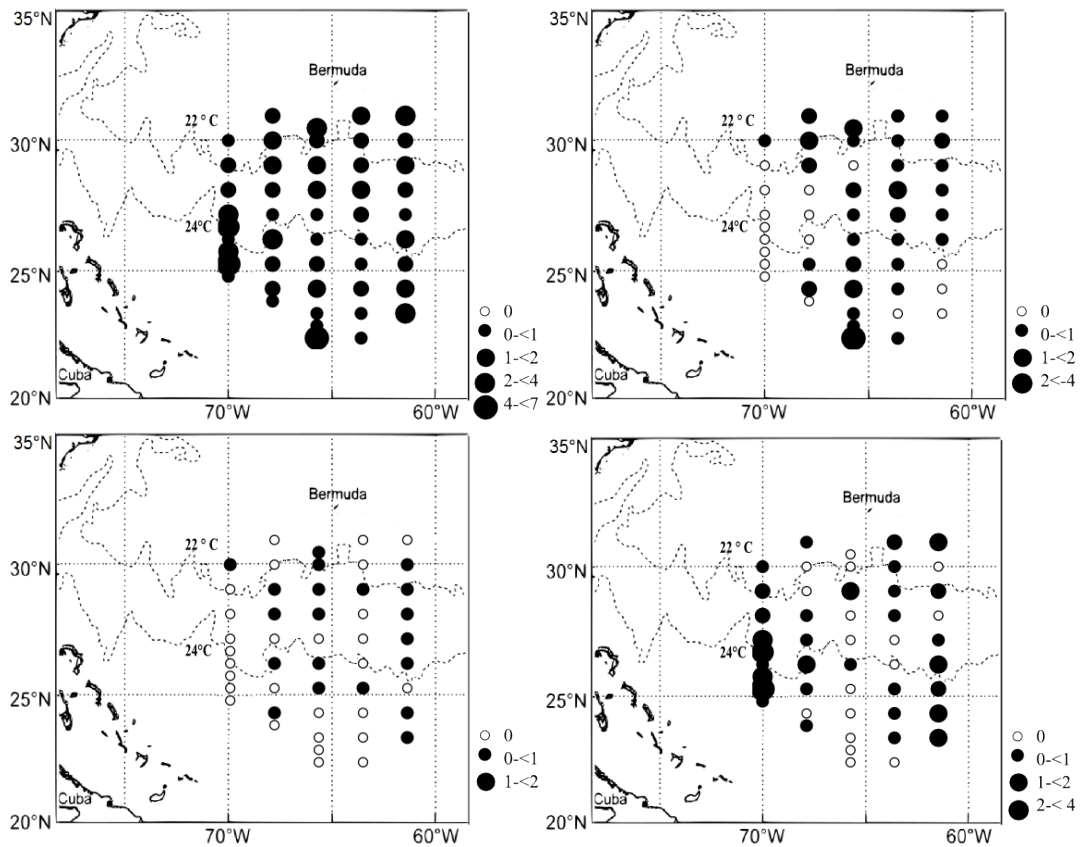 35°N
Bermuda
22 ° C
30°N
24°C
25°N
Cuba
20°N
70°W
60°W
0
0-<1
1-<2
2-<4
4-<7
35°N
Bermuda
22 ° C
30°N
24°C
25°N
Cuba
20°N
70°W
60°W
0
0-<1
1-<2
2<-4
35°N
Bermuda
22 ° C
30°N
24°C
25°N
Cuba
20°N
70°W
60°W
0
0-<1
1-<2
35°N
Bermuda
22 ° C
30°N
24°C
25°N
Cuba
20°N
70°W
60°W
0
0-<1
1-<2
2-< 4